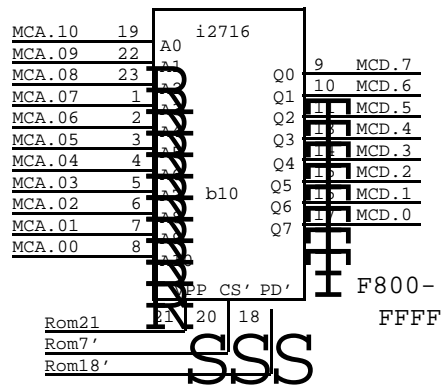 i2716
MCA.10 19 A0
MCA.09 22 A1
MCA.08 23
MCA.07 1
MCA.06 2
MCA.05 3
MCA.04 4
MCA.03 5
MCA.02 6
MCA.01 7
MCA.00 8
b10
Q0 9 MCD.7
Q1 10 MCD.6
Q2 MCD.5
Q3 MCD.4
Q4 MCD.3
Q5 MCD.2
Q6 MCD.1
Q7 MCD.0
VPP CS' PD'
21 20 18
Rom21
Rom7'
Rom18'
SSS
F800-
FFFF